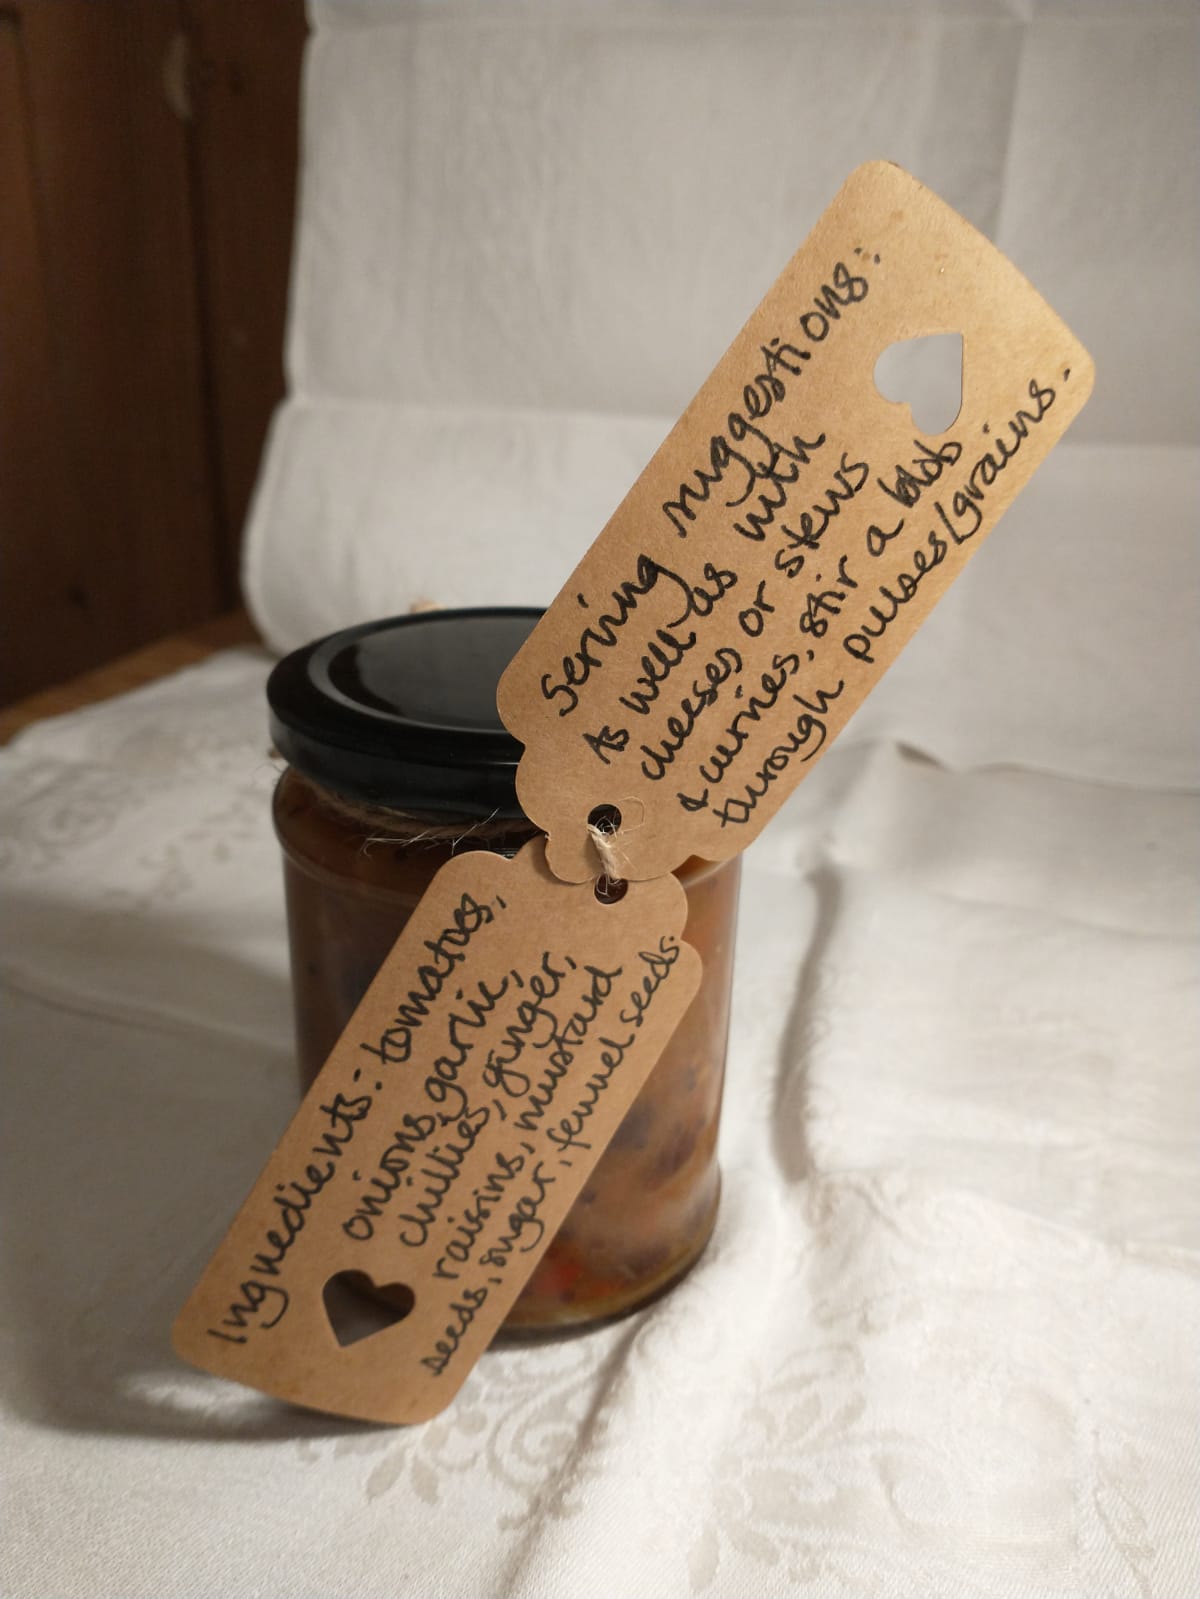 Serving suggestions:
As well as with
cheeses or stews
& curries, stir a blob
through pulses/grains.
Ingredients: tomatoes,
onions, garlic,
chillies, ginger,
raisins, mustard
seeds, sugar, fennel seeds.